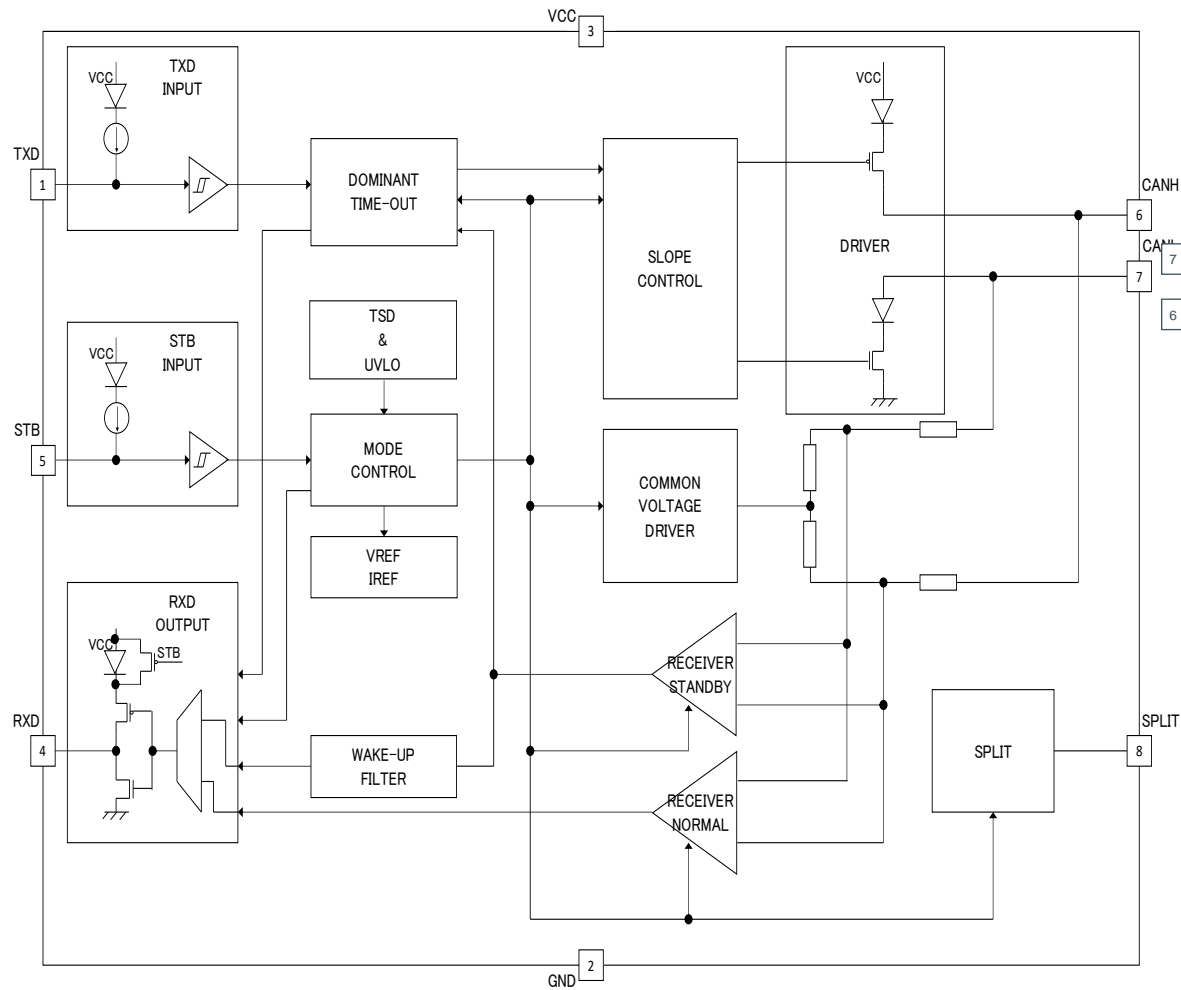 VCC
3
TXD
INPUT
VCC
TXD
1
DOMINANT
TIME-OUT
SLOPE
CONTROL
VCC
DRIVER
CANH
6
7
7
6
TSD
&
UVLO
STB
INPUT
VCC
STB
5
MODE
CONTROL
VREF
IREF
COMMON
VOLTAGE
DRIVER
RXD
OUTPUT
VCC
STB
RXD
4
WAKE-UP
FILTER
RECEIVER
STANDBY
RECEIVER
NORMAL
SPLIT
SPLIT
8
2
GND